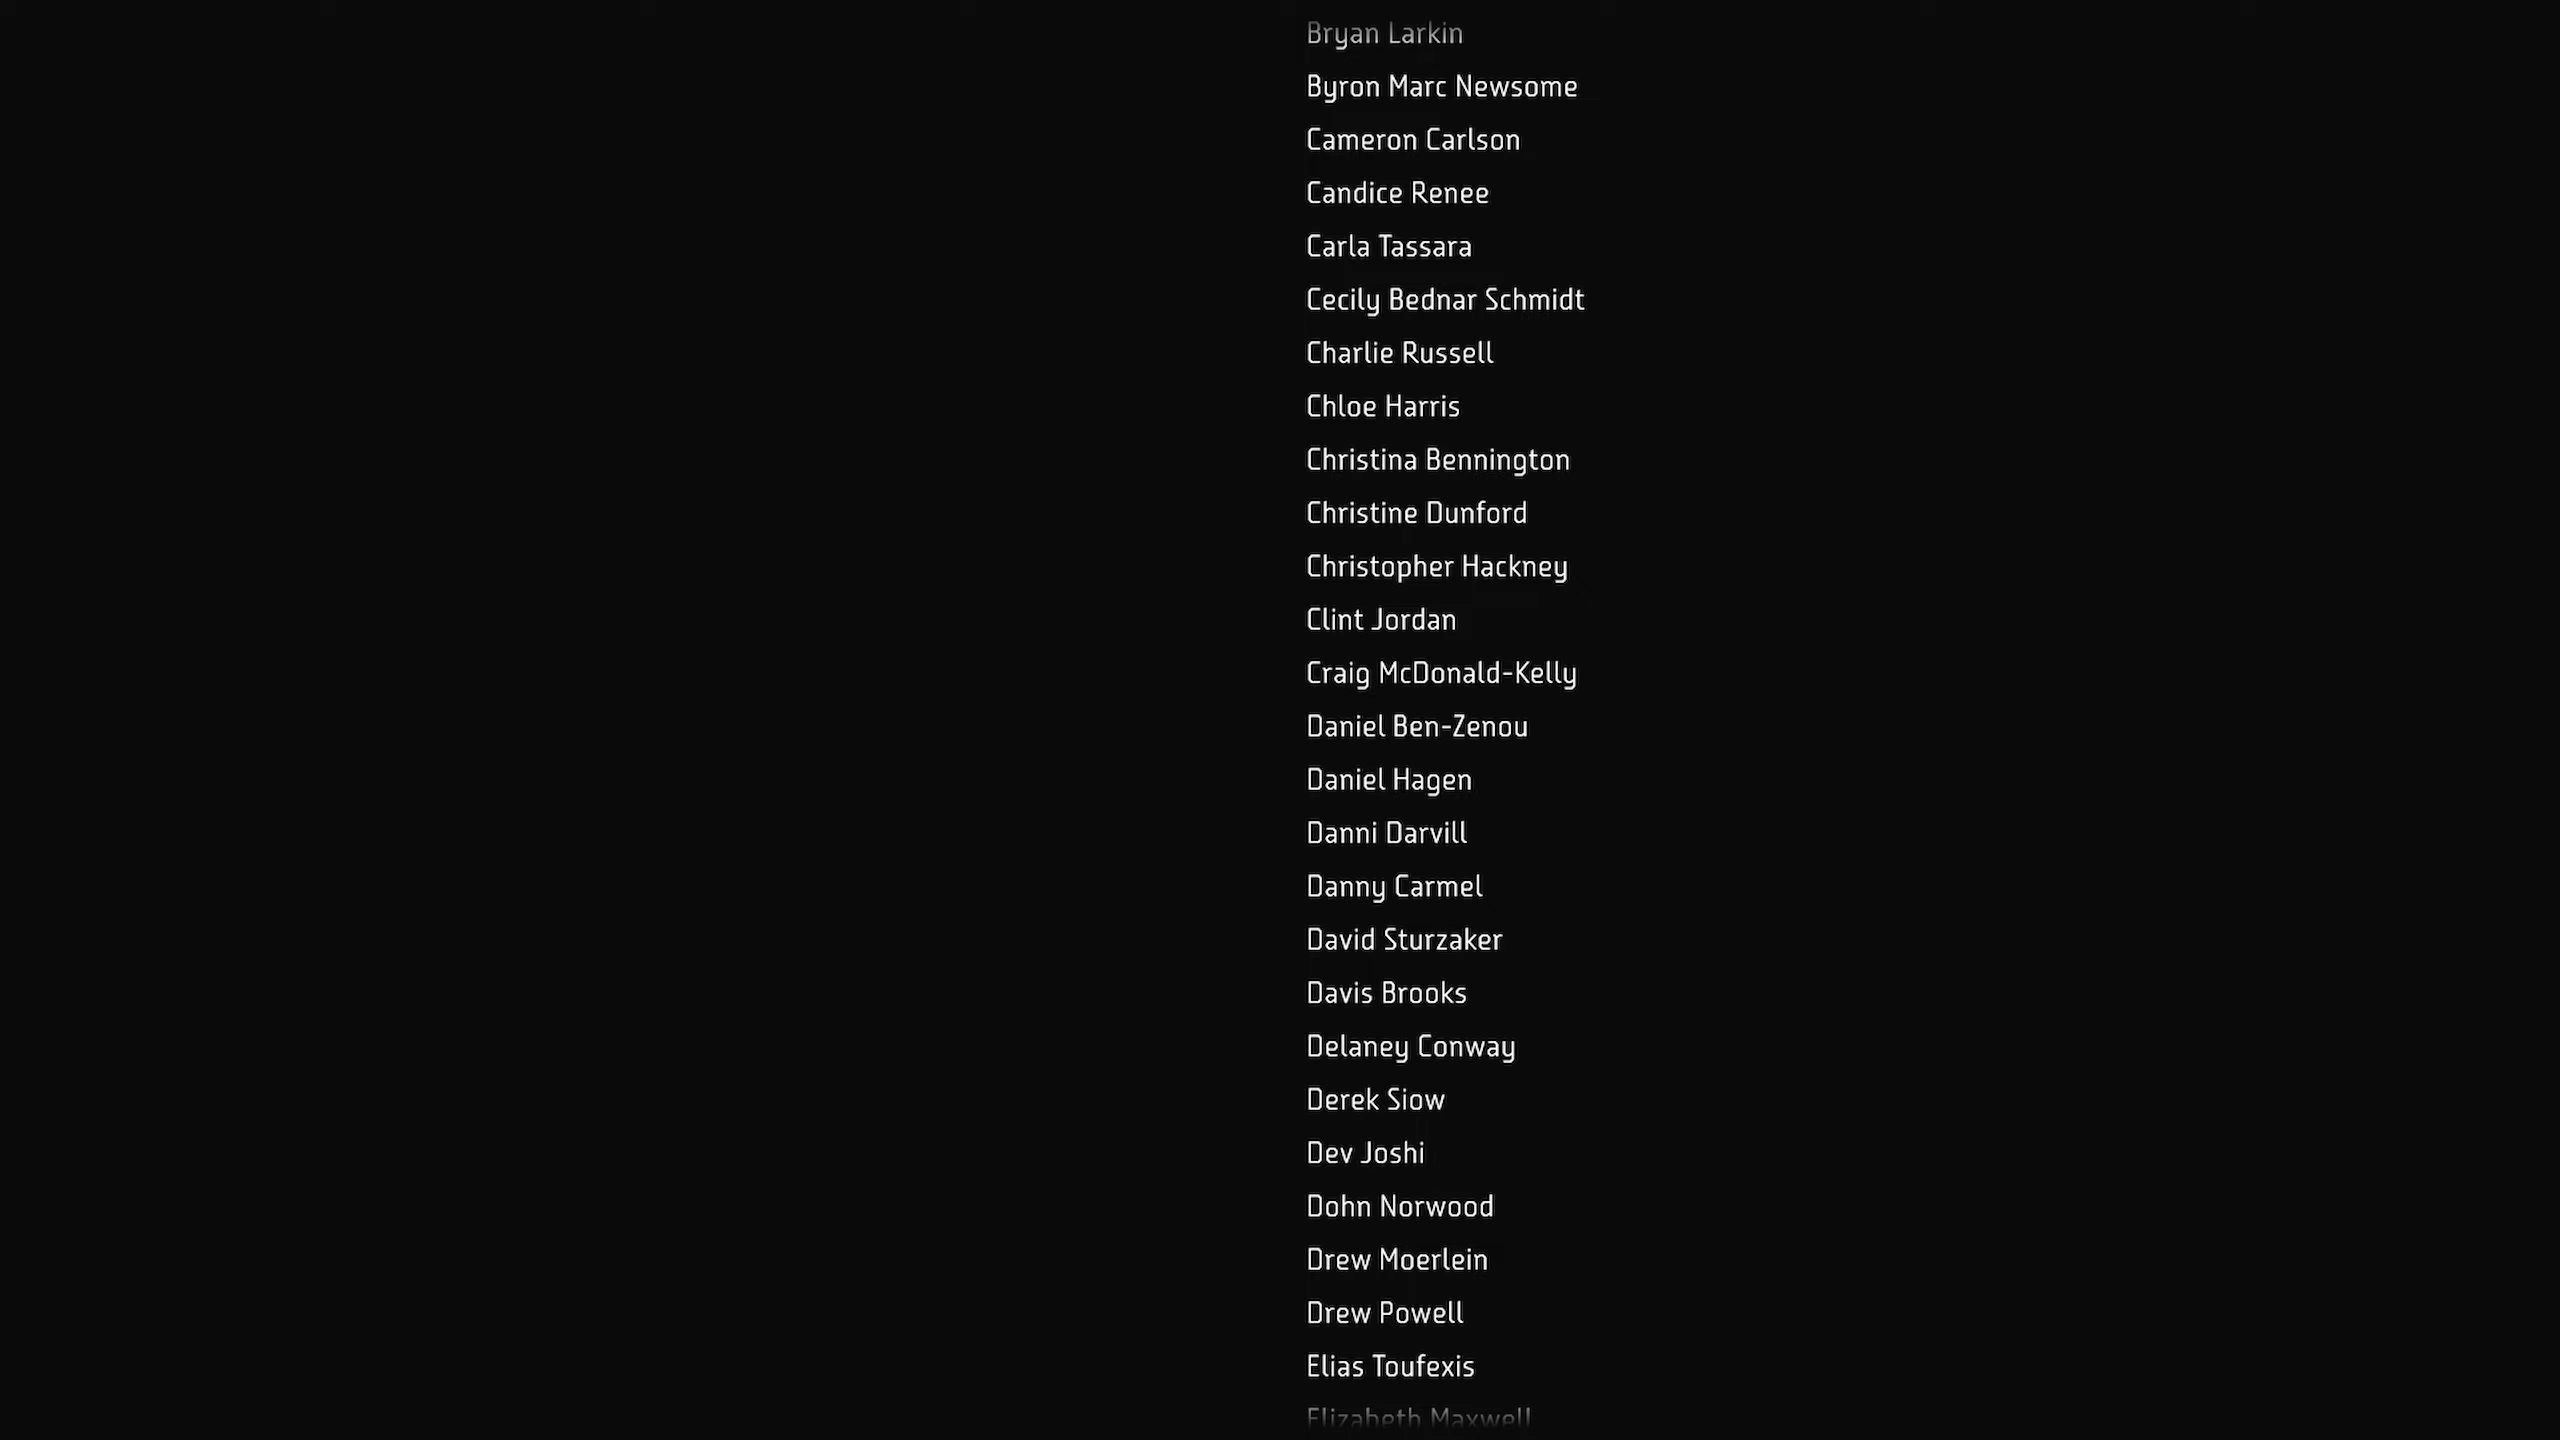 Bryan Larkin
Byron Marc Newsome
Cameron Carlson
Candice Renee
Carla Tassara
Cecily Bednar Schmidt
Charlie Russell
Chloe Harris
Christina Bennington
Christine Dunford
Christopher Hackney
Clint Jordan
Craig McDonald-Kelly
Daniel Ben-Zenou
Daniel Hagen
Danni Darvill
Danny Carmel
David Sturzaker
Davis Brooks
Delaney Conway
Derek Siow
Dev Joshi
Dohn Norwood
Drew Moerlein
Drew Powell
Elias Toufexis
Elizabeth Maxwell